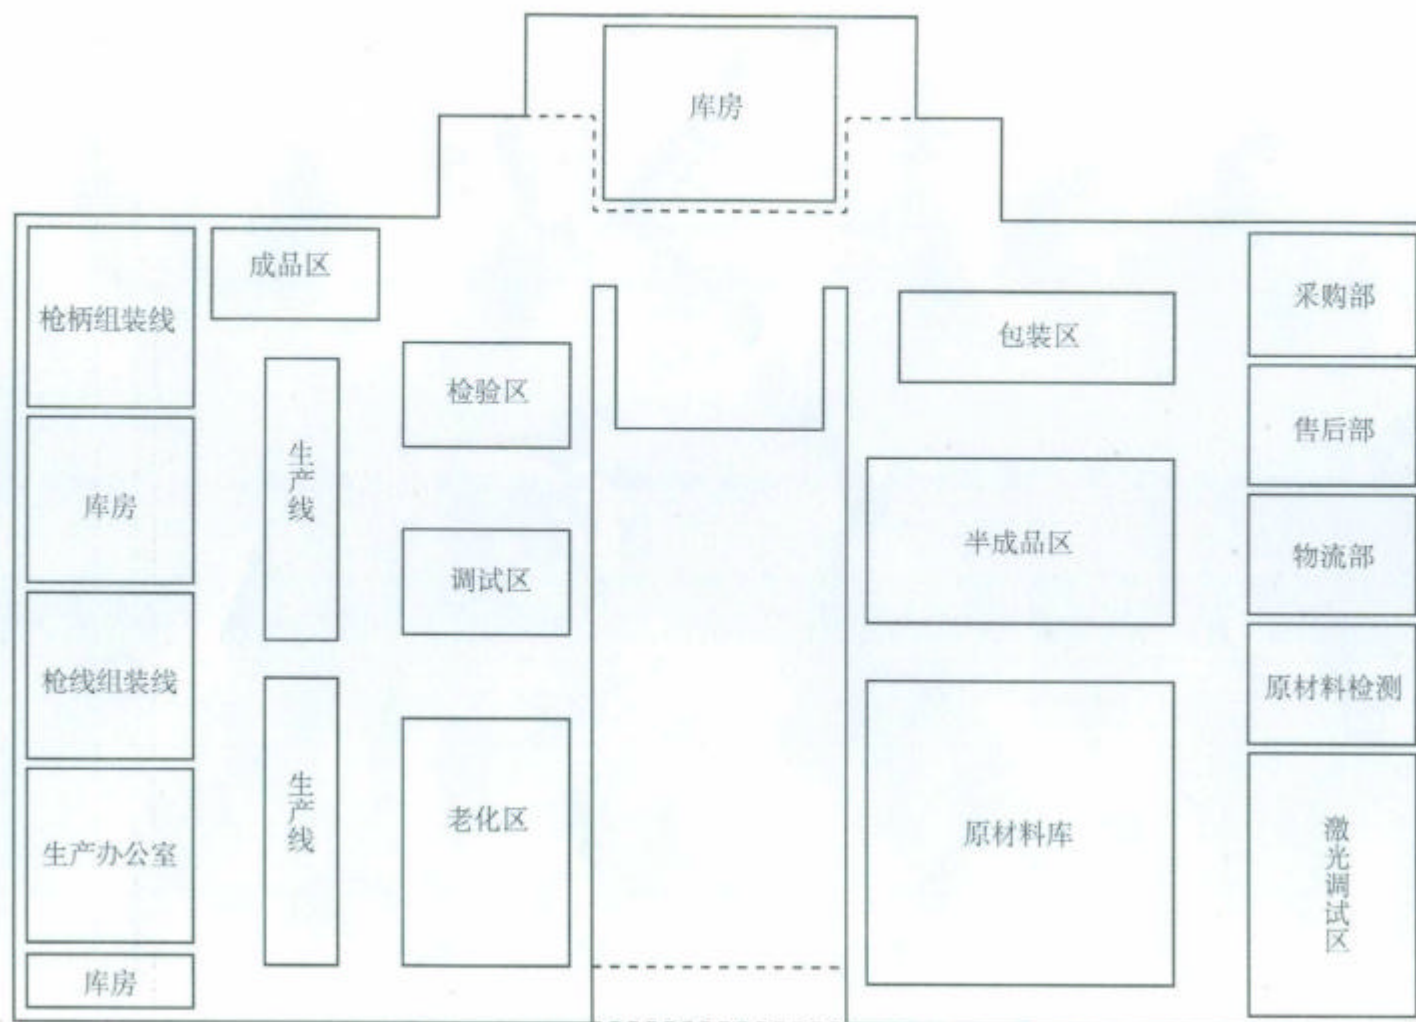 库房
枪柄组装线
成品区
检验区
生产线
库房
调试区
枪线组装线
生产办公室
生产线
老化区
库房
包装区
半成品区
原材料库
采购部
售后部
物流部
原材料检测
激光调试区